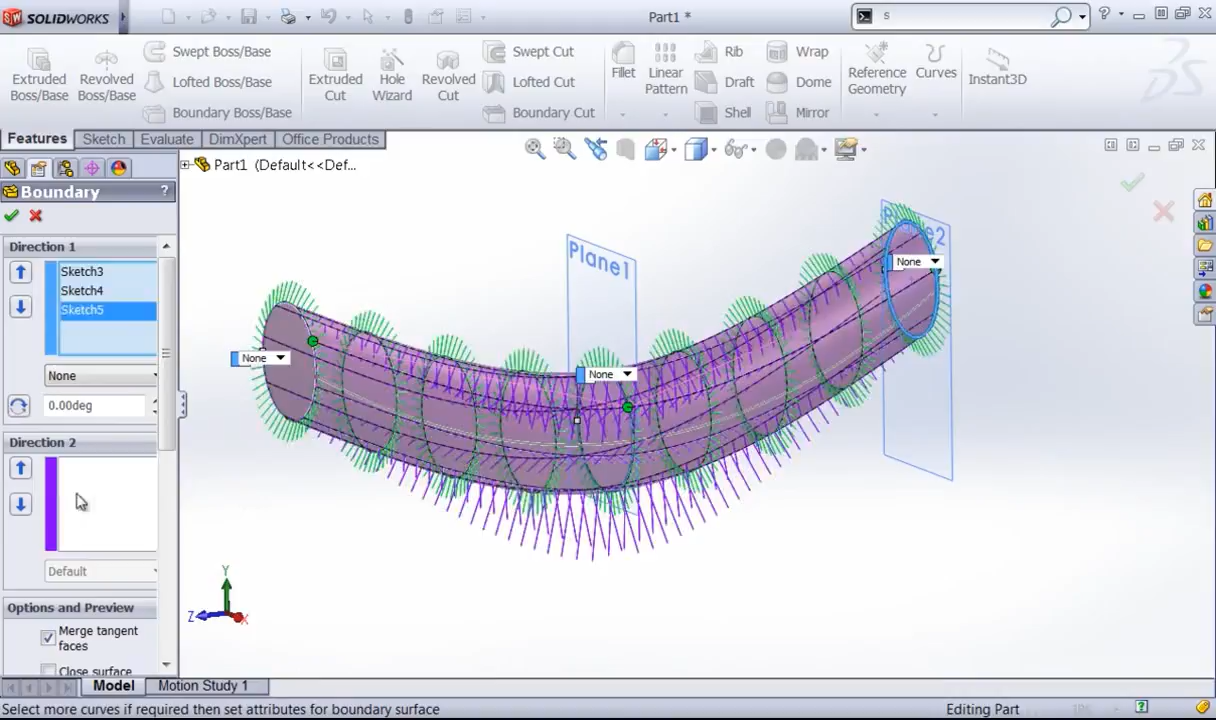 SOLIDWORKS
Part1 *
s
Extruded Boss/Base
Revolved Boss/Base
Swept Boss/Base
Lofted Boss/Base
Boundary Boss/Base
Extruded Cut
Hole Wizard
Revolved Cut
Swept Cut
Lofted Cut
Boundary Cut
Fillet
Linear Pattern
Rib
Draft
Shell
Wrap
Dome
Mirror
Reference Geometry
Curves
Instant3D
Features
Sketch
Evaluate
DimXpert
Office Products
Part1 (Default<<Def...
Boundary
?
Direction 1
Sketch3
Sketch4
Sketch5
None
0.00deg
Direction 2
Default
Options and Preview
Merge tangent
faces
Close surface
Plane1
Plane2
None
None
None
Y
Z
X
Model
Motion Study 1
Select more curves if required then set attributes for boundary surface
Editing Part